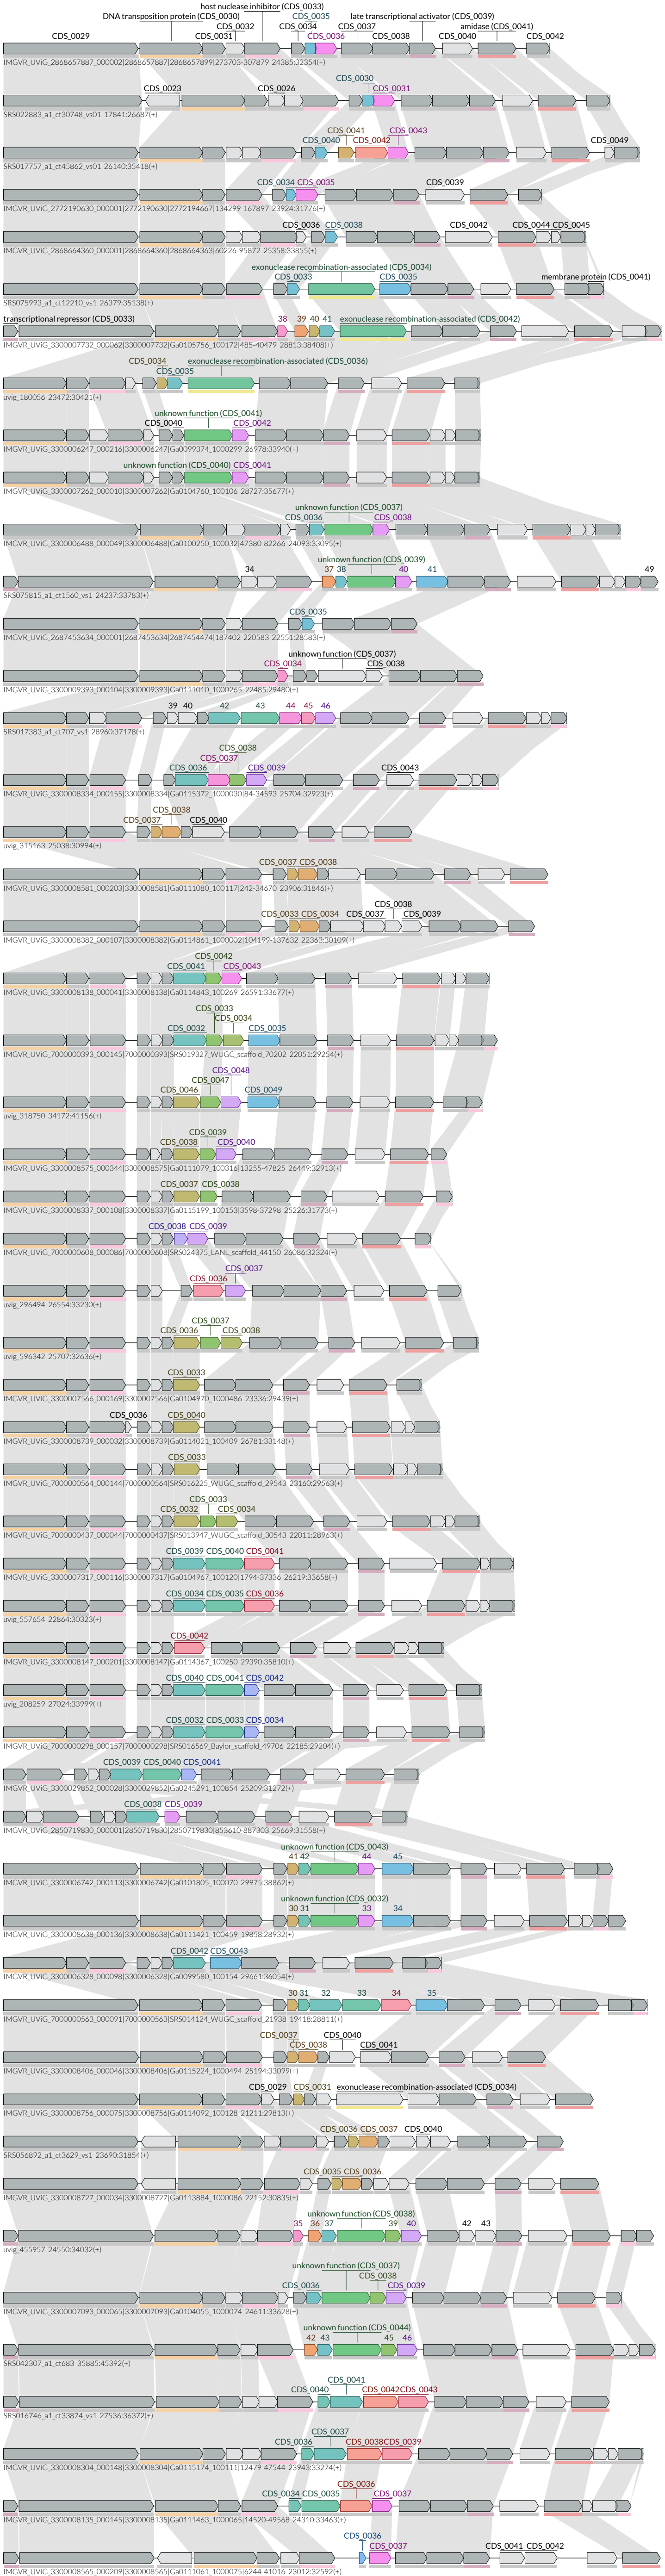 host nuclease inhibitor (CDS_0033)
DNA transposition protein (CDS_0030) CDS_0035 late transcriptional activator (CDS_0039)
CDS_0032 CDS_0034 CDS_0037 amidase (CDS_0041)
CDS_0029 CDS_0031 CDS_0036 CDS_0038 CDS_0040 CDS_0042
IMGVR_UViG_2868657887_000002|2868657887|2868657899|273703-307879 24385:32354(+)
CDS_0030
CDS_0023 CDS_0026 CDS_0031
SRS022883_a1_ct30748_vs01 17841:26687(+)
CDS_0041 CDS_0043
CDS_0040 CDS_0042 CDS_0049
SRS017757_a1_ct45862_vs01 26140:35418(+)
CDS_0034 CDS_0035 CDS_0039
IMGVR_UViG_2772190630_000001|2772190630|2772194667|134299-167897 23924:31776(+)
CDS_0036 CDS_0038 CDS_0042 CDS_0044 CDS_0045
IMGVR_UViG_2868664360_000001|2868664360|2868664363|60226-95872 25358:33855(+)
exonuclease recombination-associated (CDS_0034)
CDS_0033 CDS_0035 membrane protein (CDS_0041)
SRS075993_a1_ct12210_vs1 26379:35138(+)
transcriptional repressor (CDS_0033) 38 39 40 41 exonuclease recombination-associated (CDS_0042)
IMGVR_UViG_3300007732_000062|3300007732|Ga0105756_100172|485-40479 28813:38408(+)
CDS_0034 exonuclease recombination-associated (CDS_0036)
CDS_0035
uvig_180056 23472:30421(+)
unknown function (CDS_0041)
CDS_0040 CDS_0042
IMGVR_UViG_3300006247_000216|3300006247|Ga0099374_1000299 26978:33940(+)
unknown function (CDS_0040) CDS_0041
IMGVR_UViG_3300007262_000010|3300007262|Ga0104760_100106 28727:35677(+)
unknown function (CDS_0037)
CDS_0036 CDS_0038
IMGVR_UViG_3300006488_000049|3300006488|Ga0100250_100032|47380-82266 24093:33095(+)
unknown function (CDS_0039)
34 37 38 40 41 49
SRS075815_a1_ct1560_vs1 24237:33783(+)
CDS_0035
IMGVR_UViG_2687453634_000001|2687453634|2687454474|187402-220583 22551:28583(+)
unknown function (CDS_0037)
CDS_0034 CDS_0038
IMGVR_UViG_3300009393_000104|3300009393|Ga0111010_1000265 22485:29480(+)
39 40 42 43 44 45 46
SRS017383_a1_ct707_vs1 28960:37178(+)
CDS_0038
CDS_0037
CDS_0036 CDS_0039 CDS_0043
IMGVR_UViG_3300008334_000155|3300008334|Ga0115372_1000030|84-34593 25704:32923(+)
CDS_0038
CDS_0037 CDS_0040
uvig_315163 25038:30994(+)
CDS_0037 CDS_0038
IMGVR_UViG_3300008581_000203|3300008581|Ga0111080_100117|242-34670 23906:31846(+)
CDS_0038
CDS_0033 CDS_0034 CDS_0037 CDS_0039
IMGVR_UViG_3300008382_000107|3300008382|Ga0114861_1000002|104199-137632 22363:30109(+)
CDS_0042
CDS_0041 CDS_0043
IMGVR_UViG_3300008138_000041|3300008138|Ga0114843_100269 26591:33677(+)
CDS_0033
CDS_0034
CDS_0032 CDS_0035
IMGVR_UViG_7000000393_000145|7000000393|SRS019327_WUGC_scaffold_70202 22051:29254(+)
CDS_0048
CDS_0047
CDS_0046 CDS_0049
uvig_318750 34172:41156(+)
CDS_0039
CDS_0038 CDS_0040
IMGVR_UViG_3300008575_000344|3300008575|Ga0111079_100316|13255-47825 26449:32913(+)
CDS_0037 CDS_0038
IMGVR_UViG_3300008337_000108|3300008337|Ga0115199_100153|3598-37298 25226:31773(+)
CDS_0038 CDS_0039
IMGVR_UViG_7000000608_000086|7000000608|SRS024375_LANL_scaffold_44150 26086:32324(+)
CDS_0037
CDS_0036
uvig_296494 26554:33230(+)
CDS_0037
CDS_0036 CDS_0038
uvig_596342 25707:32636(+)
CDS_0033
IMGVR_UViG_3300007566_000169|3300007566|Ga0104970_1000486 23336:29439(+)
CDS_0036 CDS_0040
IMGVR_UViG_3300008739_000032|3300008739|Ga0114021_100409 26781:33148(+)
CDS_0033
IMGVR_UViG_7000000564_000144|7000000564|SRS016225_WUGC_scaffold_29543 23160:29563(+)
CDS_0033
CDS_0032 CDS_0034
IMGVR_UViG_7000000437_000044|7000000437|SRS013947_WUGC_scaffold_30543 22011:28963(+)
CDS_0039 CDS_0040 CDS_0041
IMGVR_UViG_3300007317_000116|3300007317|Ga0104967_100120|1794-37336 26219:33658(+)
CDS_0034 CDS_0035 CDS_0036
uvig_557654 22864:30323(+)
CDS_0042
IMGVR_UViG_3300008147_000201|3300008147|Ga0114367_100250 29390:35810(+)
CDS_0040 CDS_0041 CDS_0042
uvig_208259 27024:33999(+)
CDS_0032 CDS_0033 CDS_0034
IMGVR_UViG_7000000298_000157|7000000298|SRS016569_Baylor_scaffold_49706 22185:29204(+)
CDS_0039 CDS_0040 CDS_0041
IMGVR_UViG_3300029852_000028|3300029852|Ga0245291_100854 25209:31272(+)
CDS_0038 CDS_0039
IMGVR_UViG_2850719830_000001|2850719830|2850719830|853610-887303 25669:31558(+)
unknown function (CDS_0043)
41 42 44 45
IMGVR_UViG_3300006742_000113|3300006742|Ga0101805_100070 29975:38862(+)
unknown function (CDS_0032)
30 31 33 34
IMGVR_UViG_3300008638_000136|3300008638|Ga0111421_100459 19858:28932(+)
CDS_0042 CDS_0043
IMGVR_UViG_3300006328_000098|3300006328|Ga0099580_100154 29661:36054(+)
30 31 32 33 34 35
IMGVR_UViG_7000000563_000091|7000000563|SRS014124_WUGC_scaffold_21938 19418:28811(+)
CDS_0037 CDS_0040
CDS_0038 CDS_0041
IMGVR_UViG_3300008406_000046|3300008406|Ga0115224_1000494 25194:33099(+)
CDS_0029 CDS_0031 exonuclease recombination-associated (CDS_0034)
IMGVR_UViG_3300008756_000075|3300008756|Ga0114092_100128 21211:29813(+)
CDS_0036 CDS_0037 CDS_0040
SRS056892_a1_ct3629_vs1 23690:31854(+)
CDS_0035 CDS_0036
IMGVR_UViG_3300008727_000034|3300008727|Ga0113884_1000086 22152:30835(+)
unknown function (CDS_0038)
35 36 37 39 40 42 43
uvig_455957 24550:34032(+)
unknown function (CDS_0037)
CDS_0038
CDS_0036 CDS_0039
IMGVR_UViG_3300007093_000065|3300007093|Ga0104055_1000074 24611:33628(+)
unknown function (CDS_0044)
42 43 45 46
SRS042307_a1_ct683 35885:45392(+)
CDS_0041
CDS_0040 CDS_0042 CDS_0043
SRS016746_a1_ct33874_vs1 27536:36372(+)
CDS_0037
CDS_0036 CDS_0038 CDS_0039
IMGVR_UViG_3300008304_000148|3300008304|Ga0115174_100111|12479-47544 23943:33274(+)
CDS_0036
CDS_0034 CDS_0035 CDS_0037
IMGVR_UViG_3300008135_000145|3300008135|Ga0111463_1000065|14520-49568 24310:33463(+)
CDS_0036
CDS_0037 CDS_0041 CDS_0042
IMGVR_UViG_3300008565_000209|3300008565|Ga0111061_1000075|6244-41016 23012:32592(+)